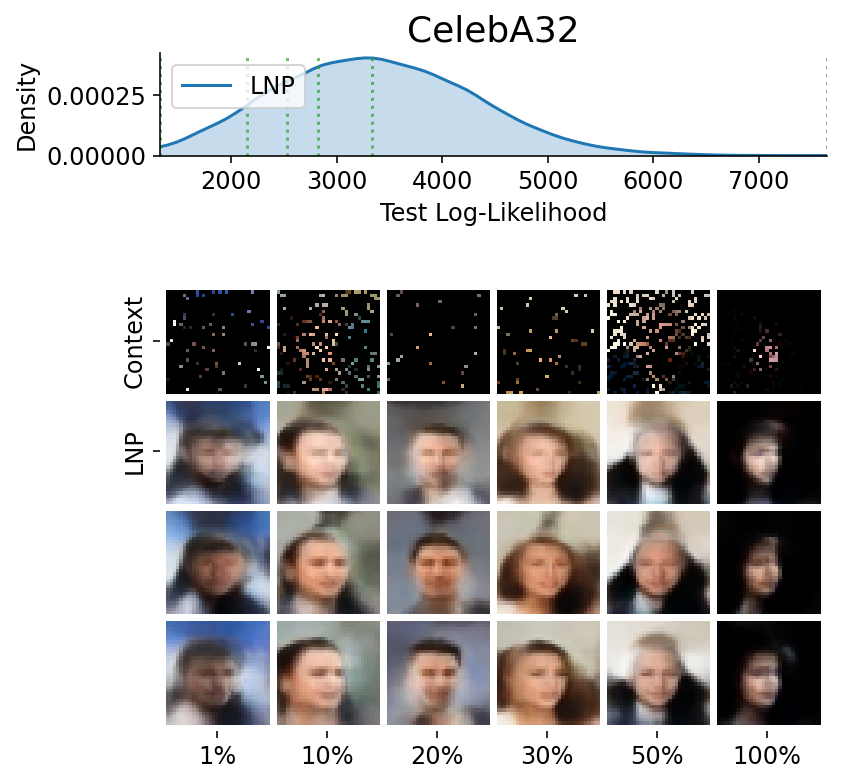 CelebA32
Density
0.00025
0.00000
LNP
2000 3000 4000 5000 6000 7000
Test Log-Likelihood
Context
LNP
1% 10% 20% 30% 50% 100%